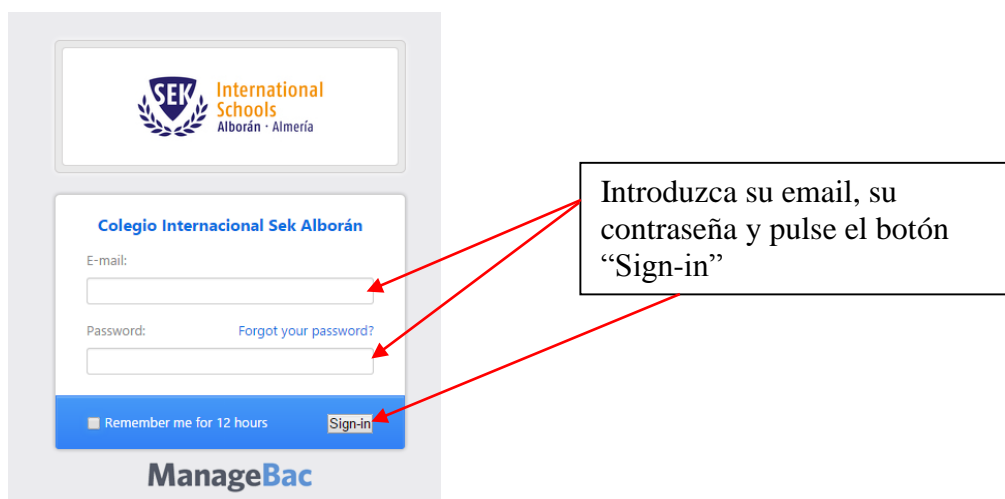 SEK
International
Schools
Alborán · Almería
Colegio Internacional Sek Alborán
E-mail:
Password: Forgot your password?
Remember me for 12 hours Sign-in
ManageBac
Introduzca su email, su
contraseña y pulse el botón
“Sign-in”